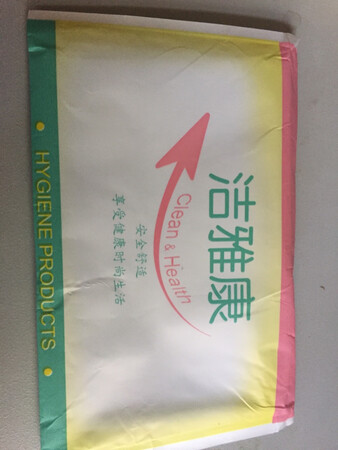 洁雅康
Clean & Health
安全舒适
享受健康时尚生活
• HYGIENE PRODUCTS •